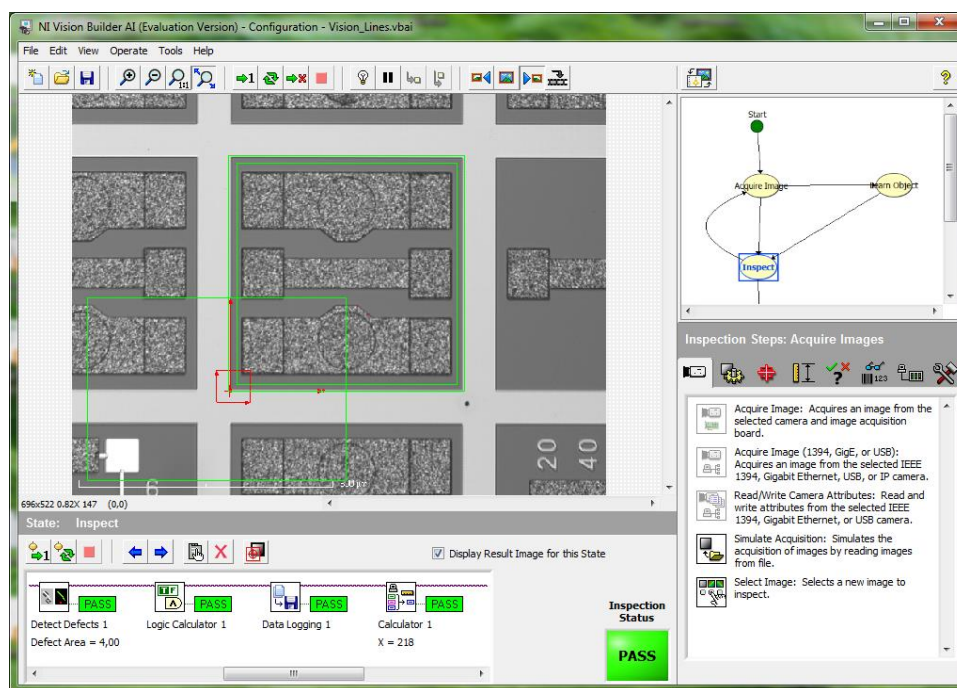 NI Vision Builder AI (Evaluation Version) - Configuration - Vision_Lines.vbai
File Edit View Operate Tools Help
1:1
1
Start
Acquire Image
Learn Object
Inspect
20
40
6
696x522 0.82X 147 (0,0)
Inspection Steps: Acquire Images
123
Acquire Image: Acquires an image from the
selected camera and image acquisition
board.
Acquire Image (1394, GigE, or USB):
Acquires an image from the selected IEEE
1394, Gigabit Ethernet, USB, or IP camera.
Read/Write Camera Attributes: Read and
write attributes from the selected IEEE
1394, Gigabit Ethernet, or USB camera.
Simulate Acquisition: Simulates the
acquisition of images by reading images
from file.
Select Image: Selects a new image to
inspect.
State: Inspect
1
Display Result Image for this State
PASS
T F
A
PASS
PASS
PASS
Detect Defects 1
Logic Calculator 1
Data Logging 1
Calculator 1
Defect Area = 4,00
X = 218
Inspection
Status
PASS